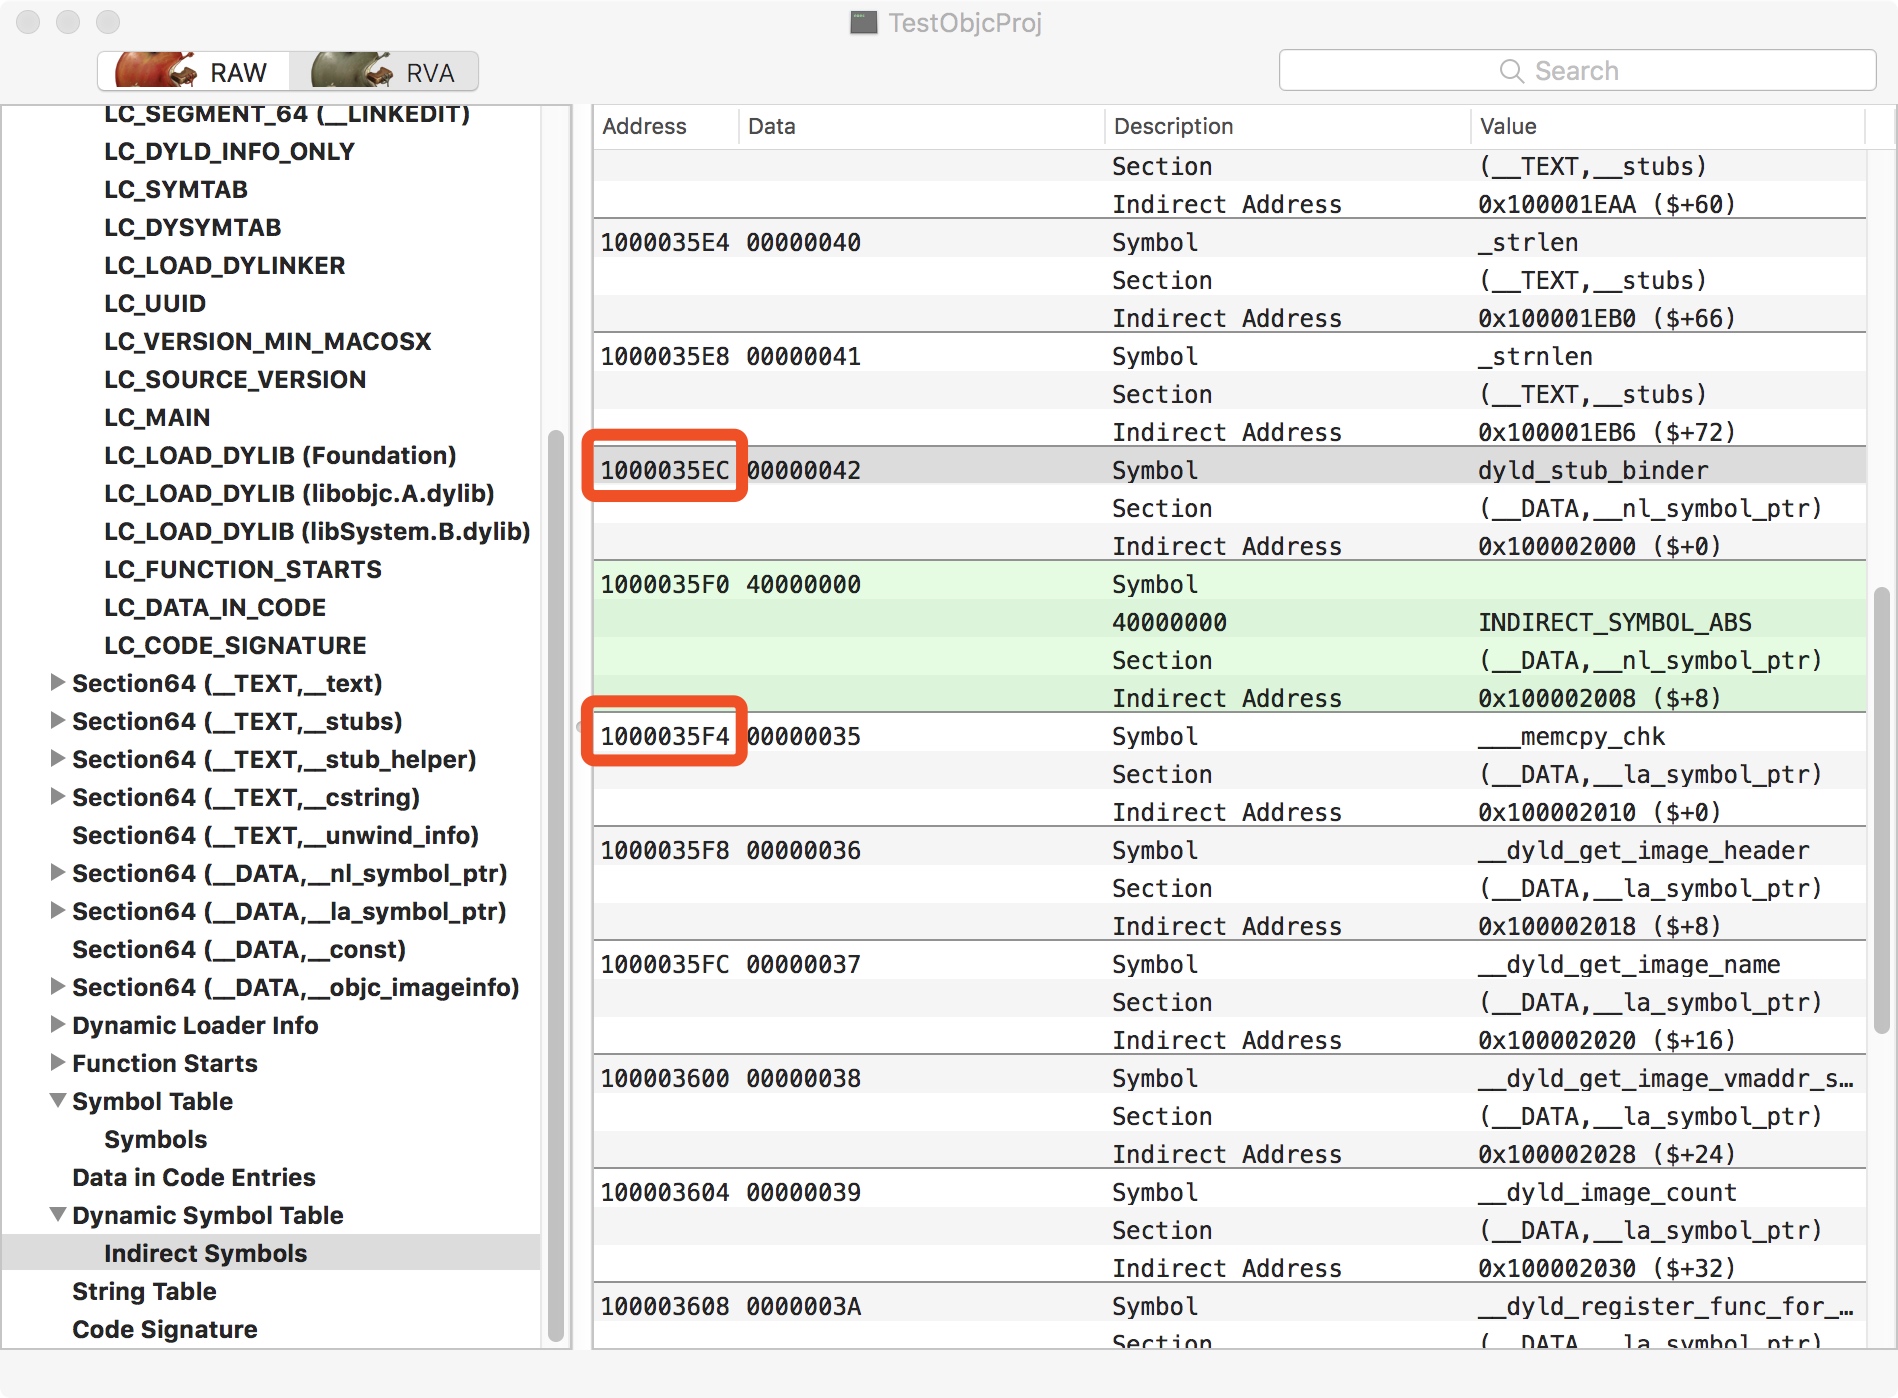 TestObjcProj
RAW
RVA
Search
LC_SEGMENT_64 (__LINKEDIT)
LC_DYLD_INFO_ONLY
LC_SYMTAB
LC_DYSYMTAB
LC_LOAD_DYLINKER
LC_UUID
LC_VERSION_MIN_MACOSX
LC_SOURCE_VERSION
LC_MAIN
LC_LOAD_DYLIB (Foundation)
LC_LOAD_DYLIB (libobjc.A.dylib)
LC_LOAD_DYLIB (libSystem.B.dylib)
LC_FUNCTION_STARTS
LC_DATA_IN_CODE
LC_CODE_SIGNATURE
Section64 (__TEXT,__text)
Section64 (__TEXT,__stubs)
Section64 (__TEXT,__stub_helper)
Section64 (__TEXT,__cstring)
Section64 (__TEXT,__unwind_info)
Section64 (__DATA,__nl_symbol_ptr)
Section64 (__DATA,__la_symbol_ptr)
Section64 (__DATA,__const)
Section64 (__DATA,__objc_imageinfo)
Dynamic Loader Info
Function Starts
Symbol Table
Symbols
Data in Code Entries
Dynamic Symbol Table
Indirect Symbols
String Table
Code Signature
Address Data Description Value
Section (__TEXT,__stubs)
Indirect Address 0x100001EAA ($+60)
1000035E4 00000040 Symbol _strlen
Section (__TEXT,__stubs)
Indirect Address 0x100001EB0 ($+66)
1000035E8 00000041 Symbol _strnlen
Section (__TEXT,__stubs)
Indirect Address 0x100001EB6 ($+72)
1000035EC 00000042 Symbol dyld_stub_binder
Section (__DATA,__nl_symbol_ptr)
Indirect Address 0x100002000 ($+0)
1000035F0 40000000 Symbol
40000000 INDIRECT_SYMBOL_ABS
Section (__DATA,__nl_symbol_ptr)
Indirect Address 0x100002008 ($+8)
1000035F4 00000035 Symbol ___memcpy_chk
Section (__DATA,__la_symbol_ptr)
Indirect Address 0x100002010 ($+0)
1000035F8 00000036 Symbol __dyld_get_image_header
Section (__DATA,__la_symbol_ptr)
Indirect Address 0x100002018 ($+8)
1000035FC 00000037 Symbol __dyld_get_image_name
Section (__DATA,__la_symbol_ptr)
Indirect Address 0x100002020 ($+16)
100003600 00000038 Symbol __dyld_get_image_vmaddr_s…
Section (__DATA,__la_symbol_ptr)
Indirect Address 0x100002028 ($+24)
100003604 00000039 Symbol __dyld_image_count
Section (__DATA,__la_symbol_ptr)
Indirect Address 0x100002030 ($+32)
100003608 0000003A Symbol __dyld_register_func_for_…
Section (__DATA,__la_symbol_ptr)